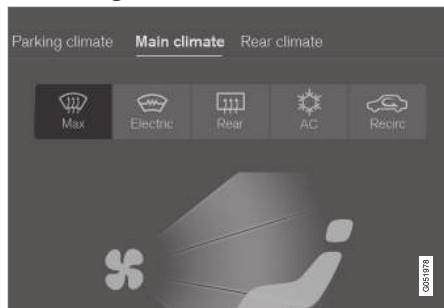 Parking climate Main climate Rear climate
Max Electric Rear AC Recirc
G051978